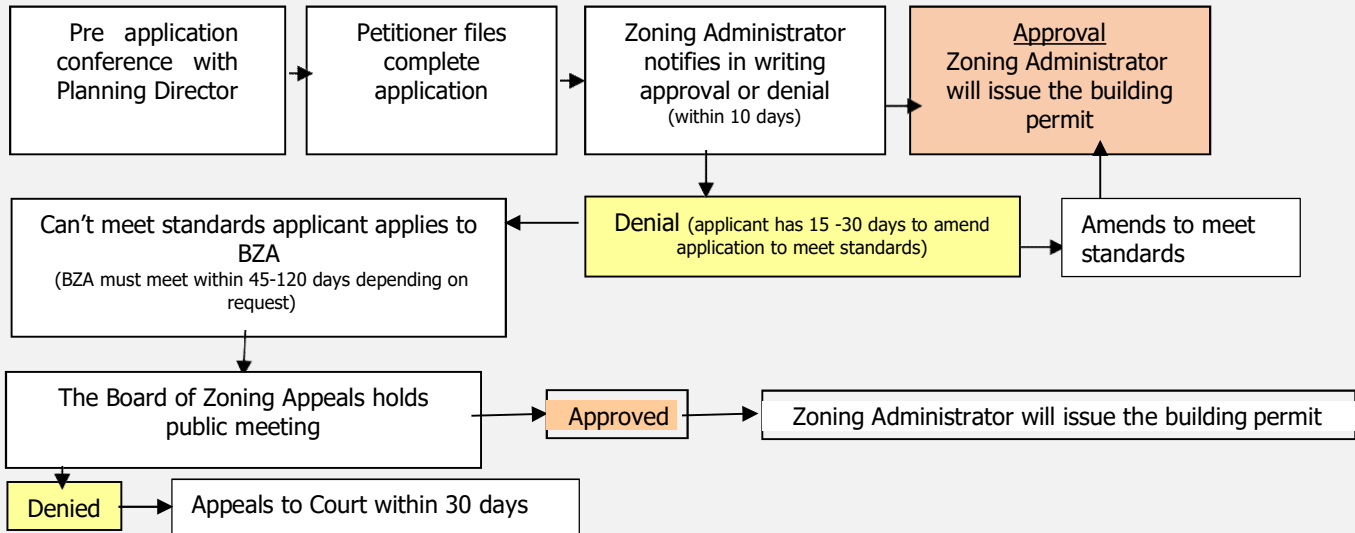 Pre application
conference with
Planning Director
Petitioner files
complete
application
Zoning Administrator
notifies in writing
approval or denial
(within 10 days)
Approval
Zoning Administrator
will issue the building
permit
Can’t meet standards applicant applies to
BZA
(BZA must meet within 45-120 days depending on
request)
Denial (applicant has 15 -30 days to amend
application to meet standards)
Amends to meet
standards
The Board of Zoning Appeals holds
public meeting
Approved
Zoning Administrator will issue the building permit
Denied
Appeals to Court within 30 days